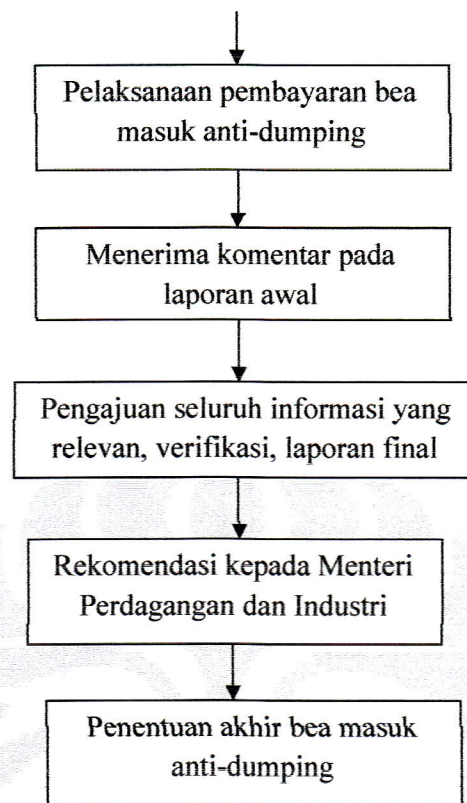 Pelaksanaan pembayaran bea
masuk anti-dumping
Menerima komentar pada
laporan awal
Pengajuan seluruh informasi yang
relevan, verifikasi, laporan final
Rekomendasi kepada Menteri
Perdagangan dan Industri
Penentuan akhir bea masuk
anti-dumping